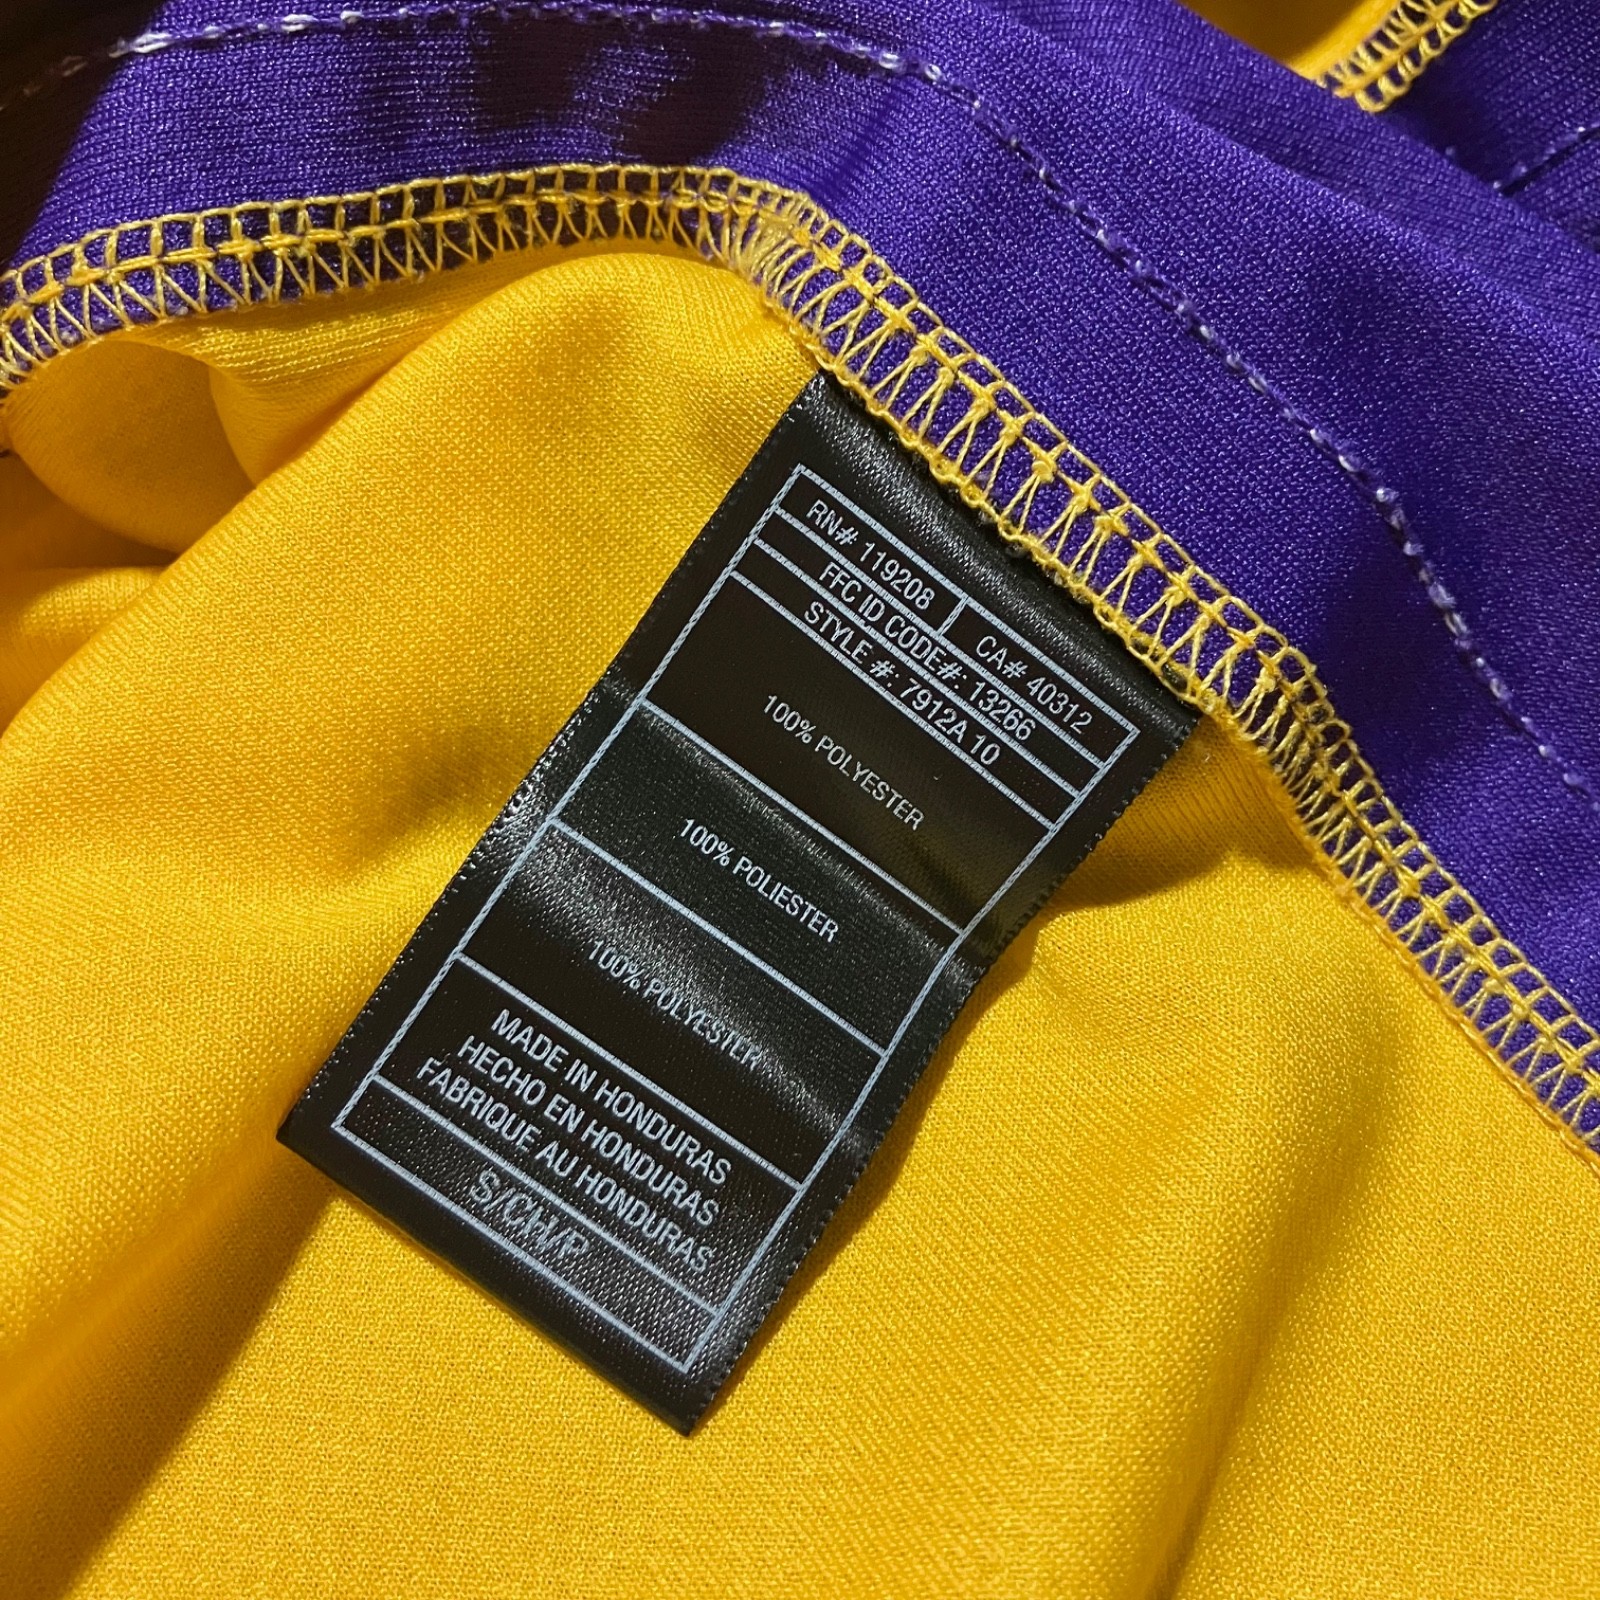 RN# 119208 CA# 40312
FFC ID CODE#: 13266
STYLE #: 7912A 10
100% POLYESTER
100% POLIESTER
100% POLYESTER
MADE IN HONDURAS
HECHO EN HONDURAS
FABRIQUE AU HONDURAS
S/CH/P